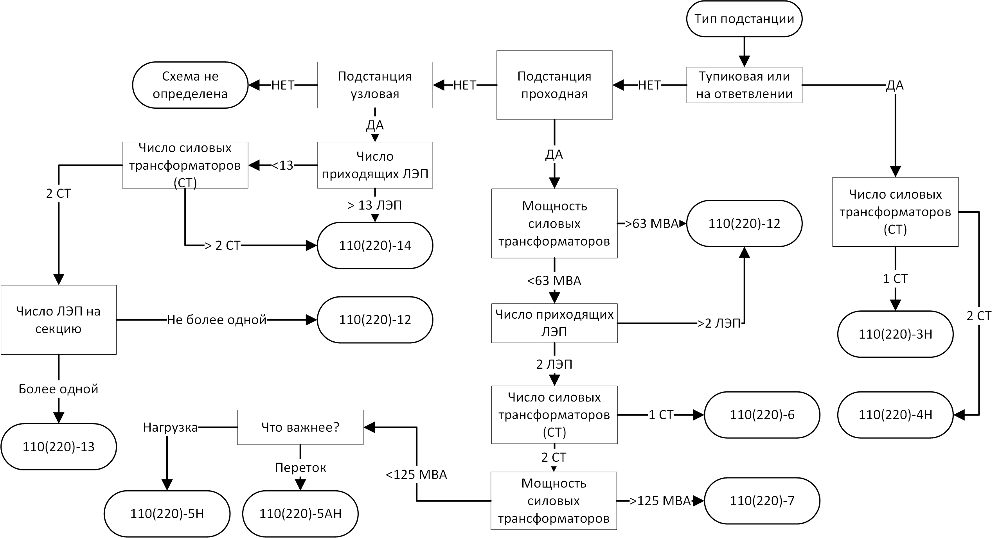 Тип подстанции
Схема не
определена
НЕТ
Подстанция
узловая
НЕТ
Подстанция
проходная
НЕТ
Тупиковая или
на ответвлении
ДА
ДА
Число силовых
трансформаторов
(СТ)
<13
Число
приходящих ЛЭП
ДА
2 СТ
> 13 ЛЭП
> 2 СТ
110(220)-14
Мощность
силовых
трансформаторов
>63 МВА
110(220)-12
Число силовых
трансформаторов
(СТ)
<63 МВА
1 СТ
2 СТ
Число ЛЭП на
секцию
Не более одной
110(220)-12
Число приходящих
ЛЭП
>2 ЛЭП
110(220)-3Н
2 ЛЭП
Более одной
110(220)-13
Нагрузка
Что важнее?
Переток
<125 МВА
Число силовых
трансформаторов
(СТ)
1 СТ
110(220)-6
110(220)-4Н
2 СТ
110(220)-5Н
110(220)-5АН
Мощность
силовых
трансформаторов
>125 МВА
110(220)-7